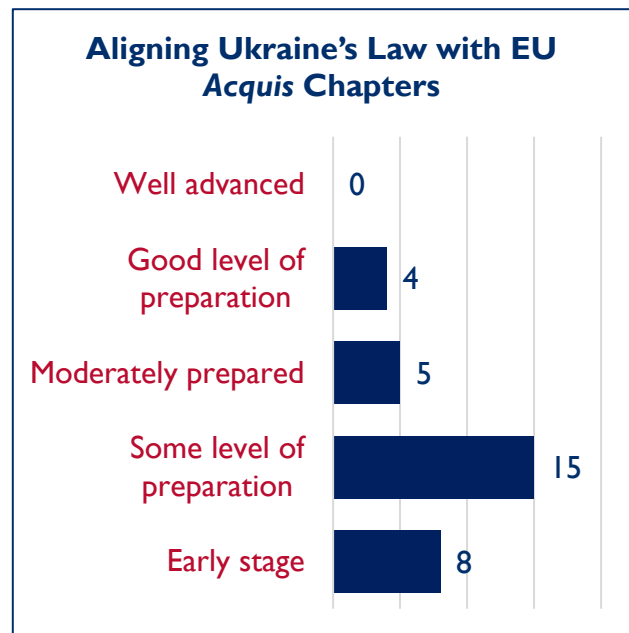 Aligning Ukraine’s Law with EU
Acquis Chapters
Well advanced
0
Good level of
preparation
4
Moderately prepared
5
Some level of
preparation
15
Early stage
8